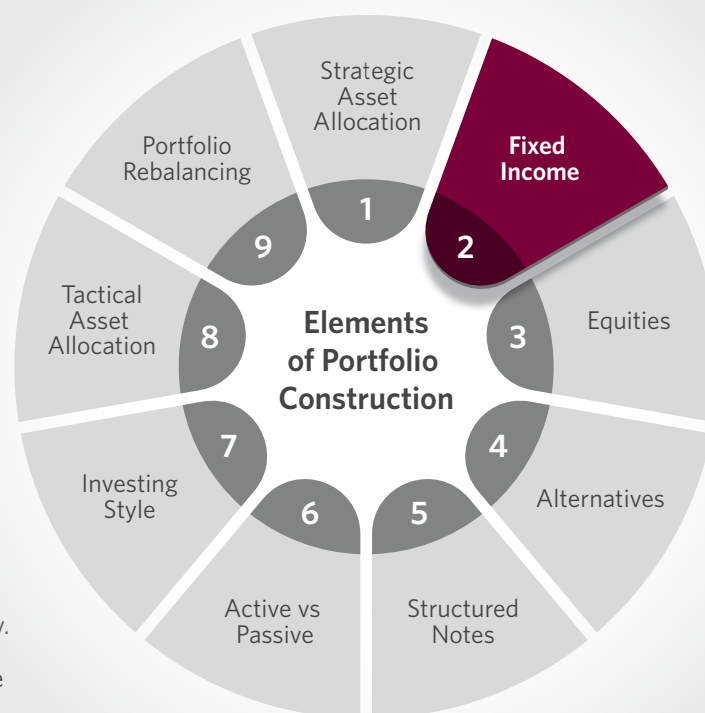 Elements
of Portfolio
Construction
1
Strategic
Asset
Allocation
2
Fixed
Income
3
Equities
4
Alternatives
5
Structured
Notes
6
Active vs
Passive
7
Investing
Style
8
Tactical
Asset
Allocation
9
Portfolio
Rebalancing